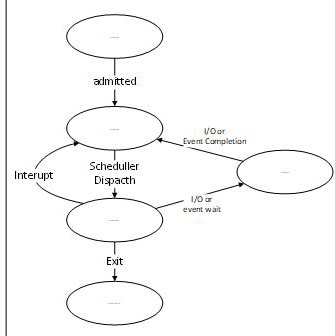 admitted
I/O or
Event Completion
Scheduller
Dispacth
Interupt
I/O or
event wait
Exit